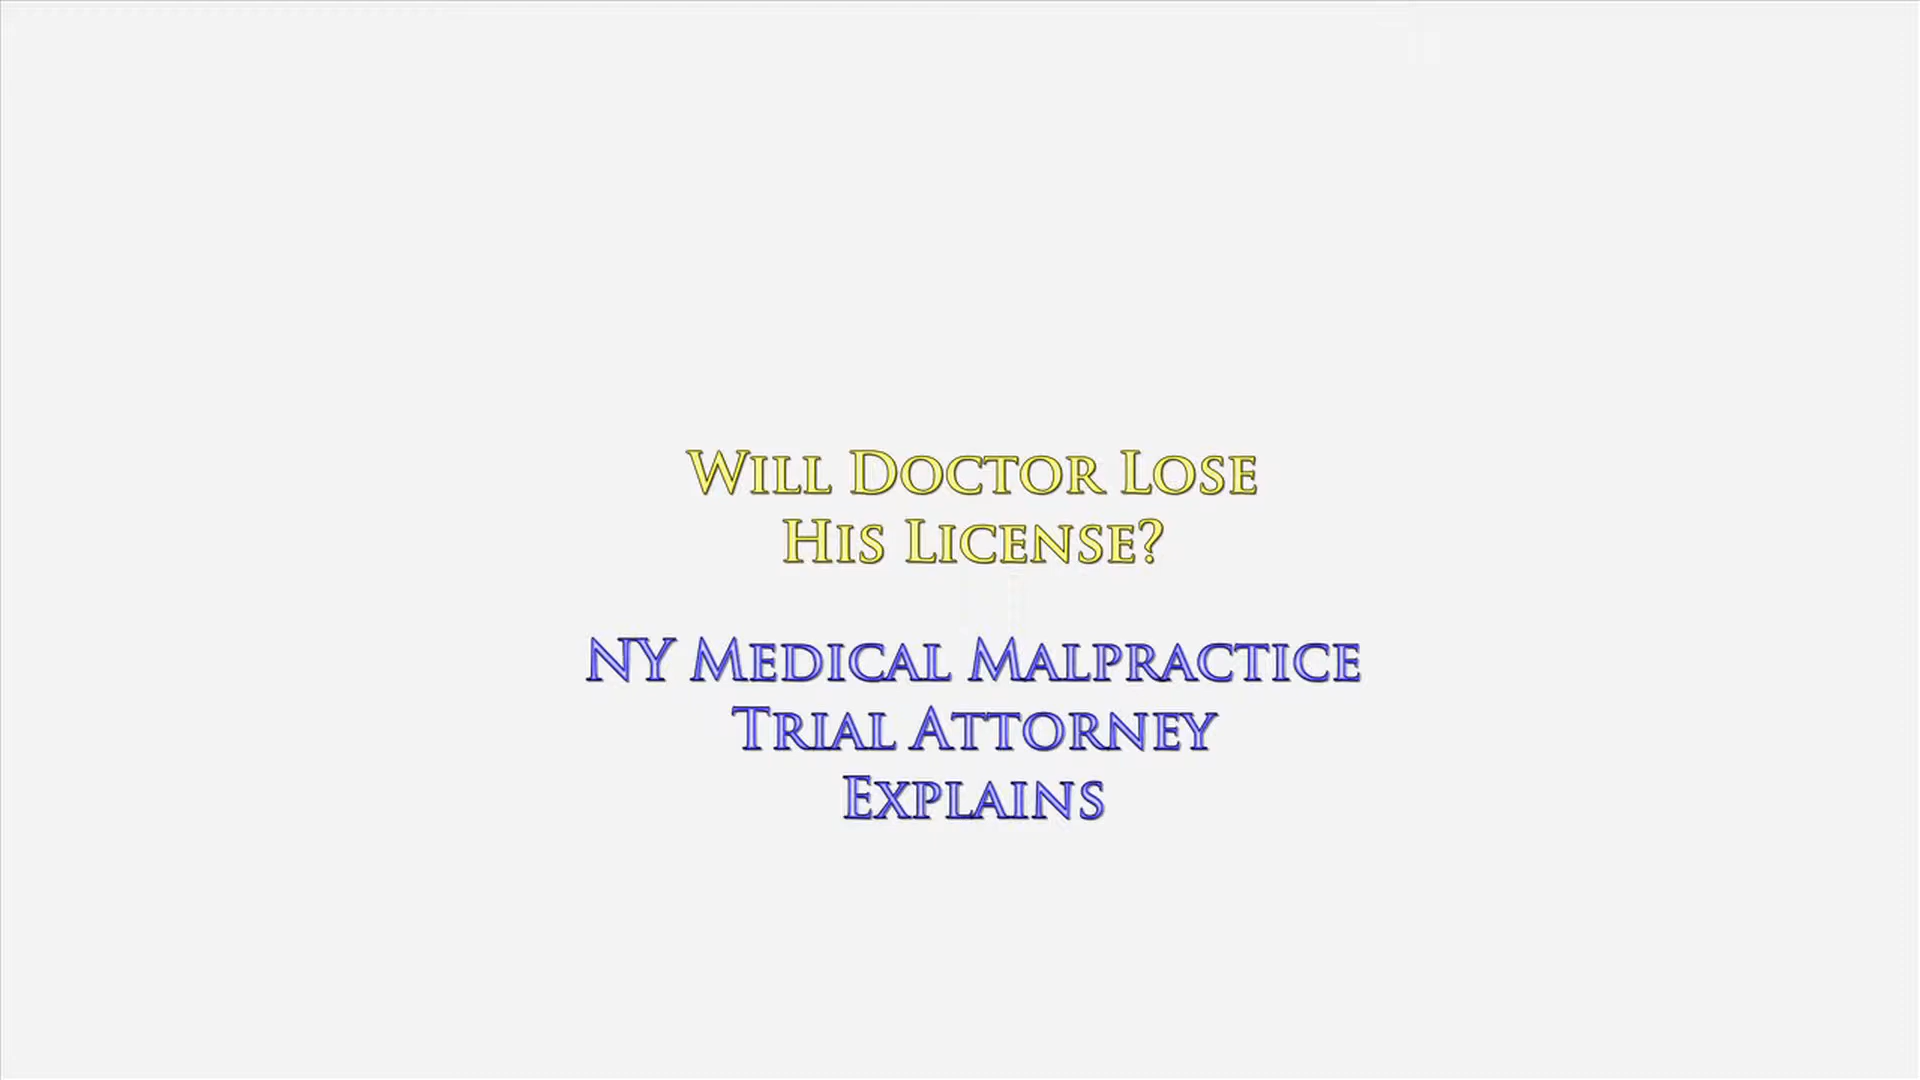 Will Doctor Lose
His License?
NY Medical Malpractice
Trial Attorney
Explains